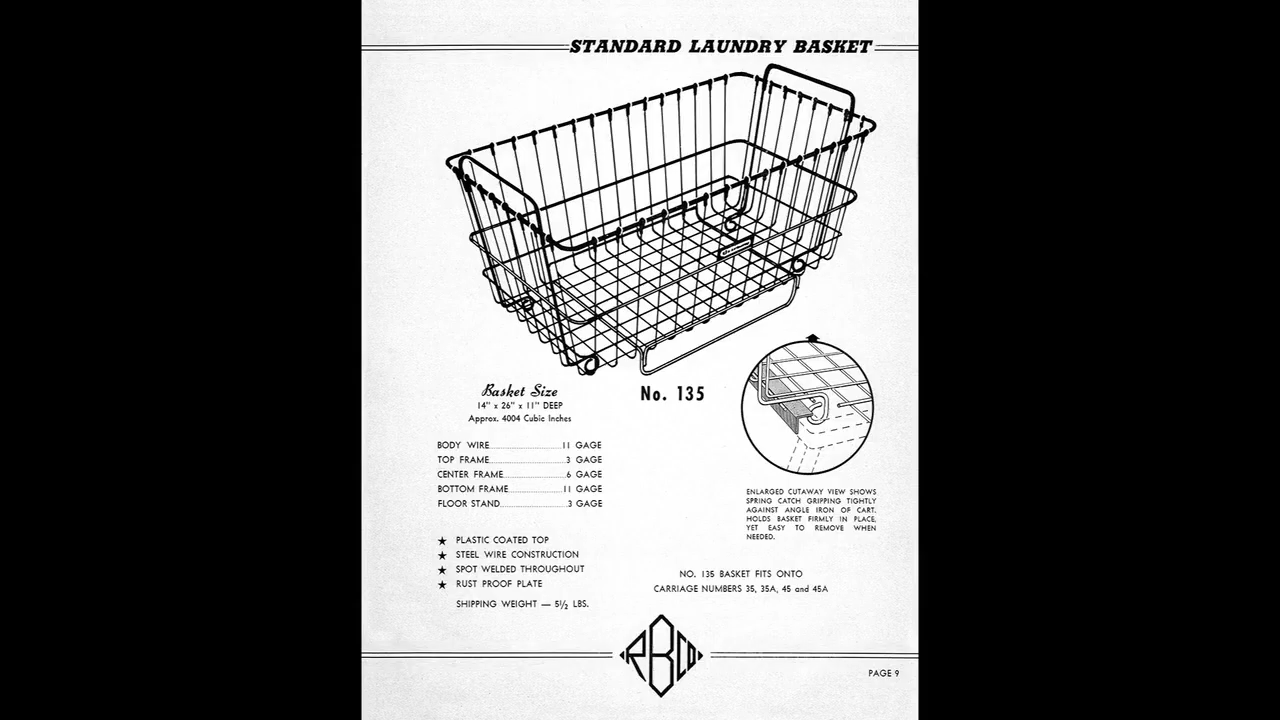 STANDARD LAUNDRY BASKET
Basket Size
14" x 26" x 11" DEEP
Approx. 4004 Cubic Inches
No. 135
BODY WIRE 11 GAGE
TOP FRAME 3 GAGE
CENTER FRAME 6 GAGE
BOTTOM FRAME 11 GAGE
FLOOR STAND 3 GAGE
★ PLASTIC COATED TOP
★ STEEL WIRE CONSTRUCTION
★ SPOT WELDED THROUGHOUT
★ RUST PROOF PLATE
SHIPPING WEIGHT — 5½ LBS.
ENLARGED CUTAWAY VIEW SHOWS
SPRING CATCH GRIPPING TIGHTLY
AGAINST ANGLE IRON OF CART.
HOLDS BASKET FIRMLY IN PLACE,
YET EASY TO REMOVE WHEN
NEEDED.
NO. 135 BASKET FITS ONTO
CARRIAGE NUMBERS 35, 35A, 45 and 45A
RBCO
PAGE 9